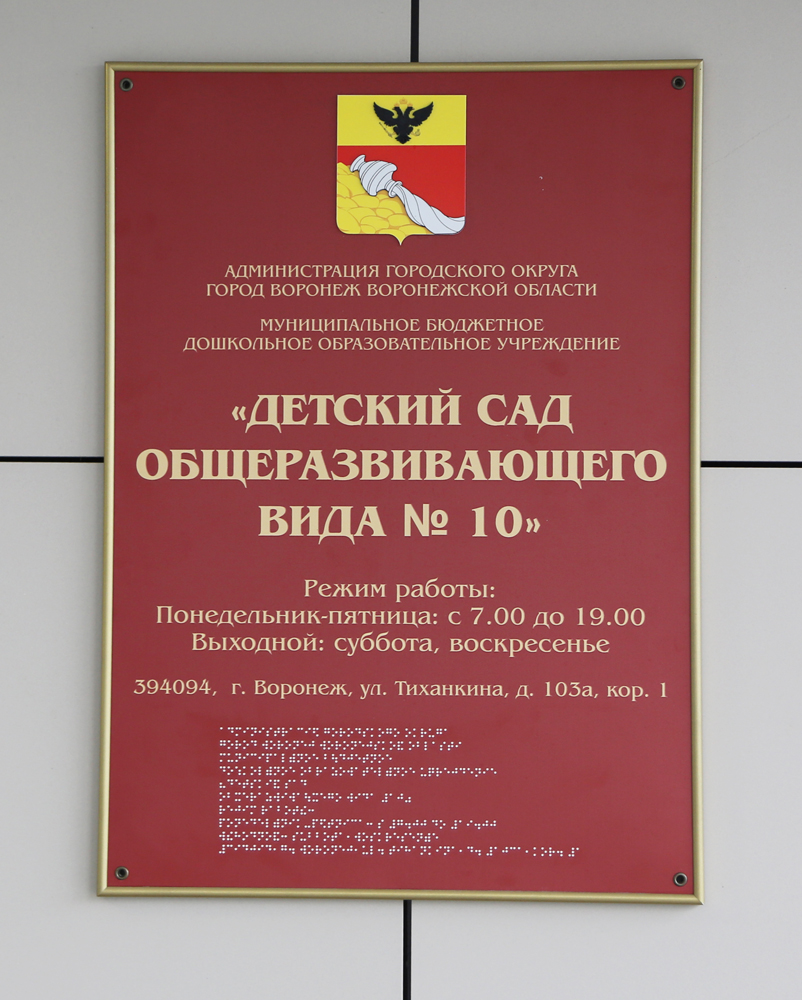 АДМИНИСТРАЦИЯ ГОРОДСКОГО ОКРУГА
ГОРОД ВОРОНЕЖ ВОРОНЕЖСКОЙ ОБЛАСТИ
МУНИЦИПАЛЬНОЕ БЮДЖЕТНОЕ
ДОШКОЛЬНОЕ ОБРАЗОВАТЕЛЬНОЕ УЧРЕЖДЕНИЕ
«ДЕТСКИЙ САД
ОБЩЕРАЗВИВАЮЩЕГО
ВИДА № 10»
Режим работы:
Понедельник-пятница: с 7.00 до 19.00
Выходной: суббота, воскресенье
394094, г. Воронеж, ул. Тиханкина, д. 103а, кор. 1